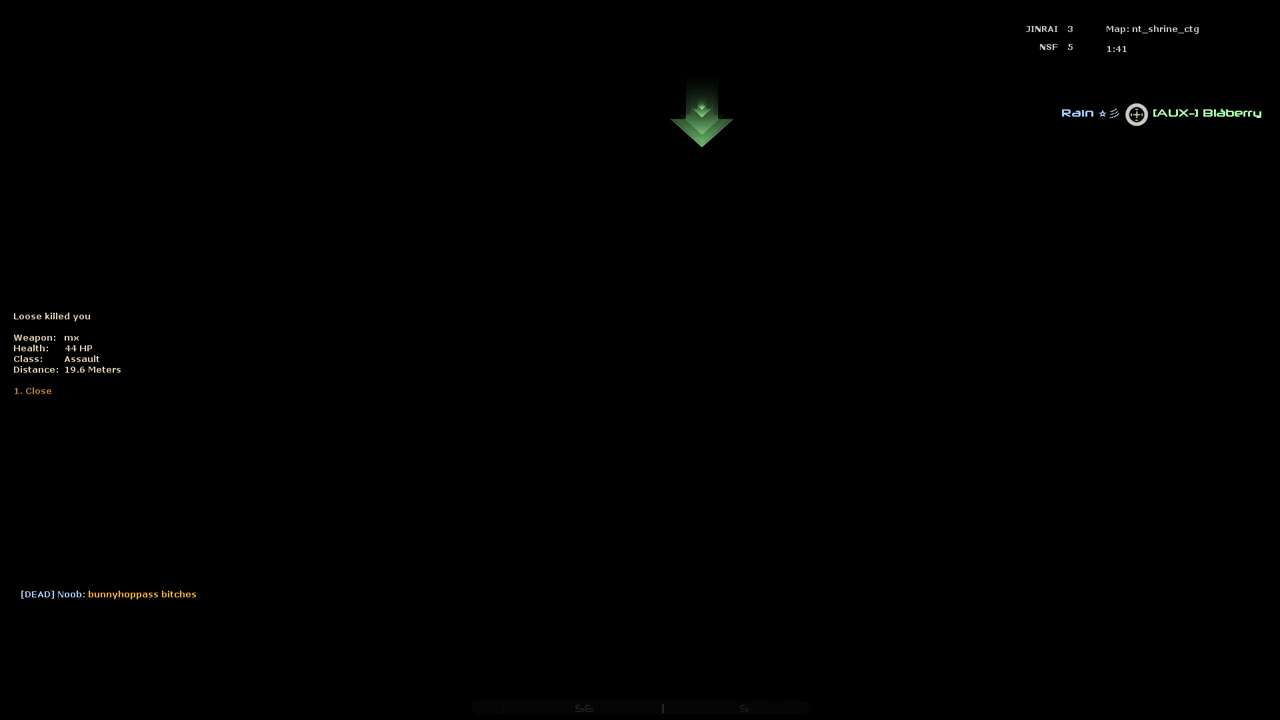 JINRAI 3 Map: nt_shrine_ctg
NSF 5 1:41
Rain ☆彡 [AUX-] Blåberry
Loose killed you
Weapon: mx
Health: 44 HP
Class: Assault
Distance: 19.6 Meters
1. Close
[DEAD] Noob: bunnyhoppass bitches
SE | S